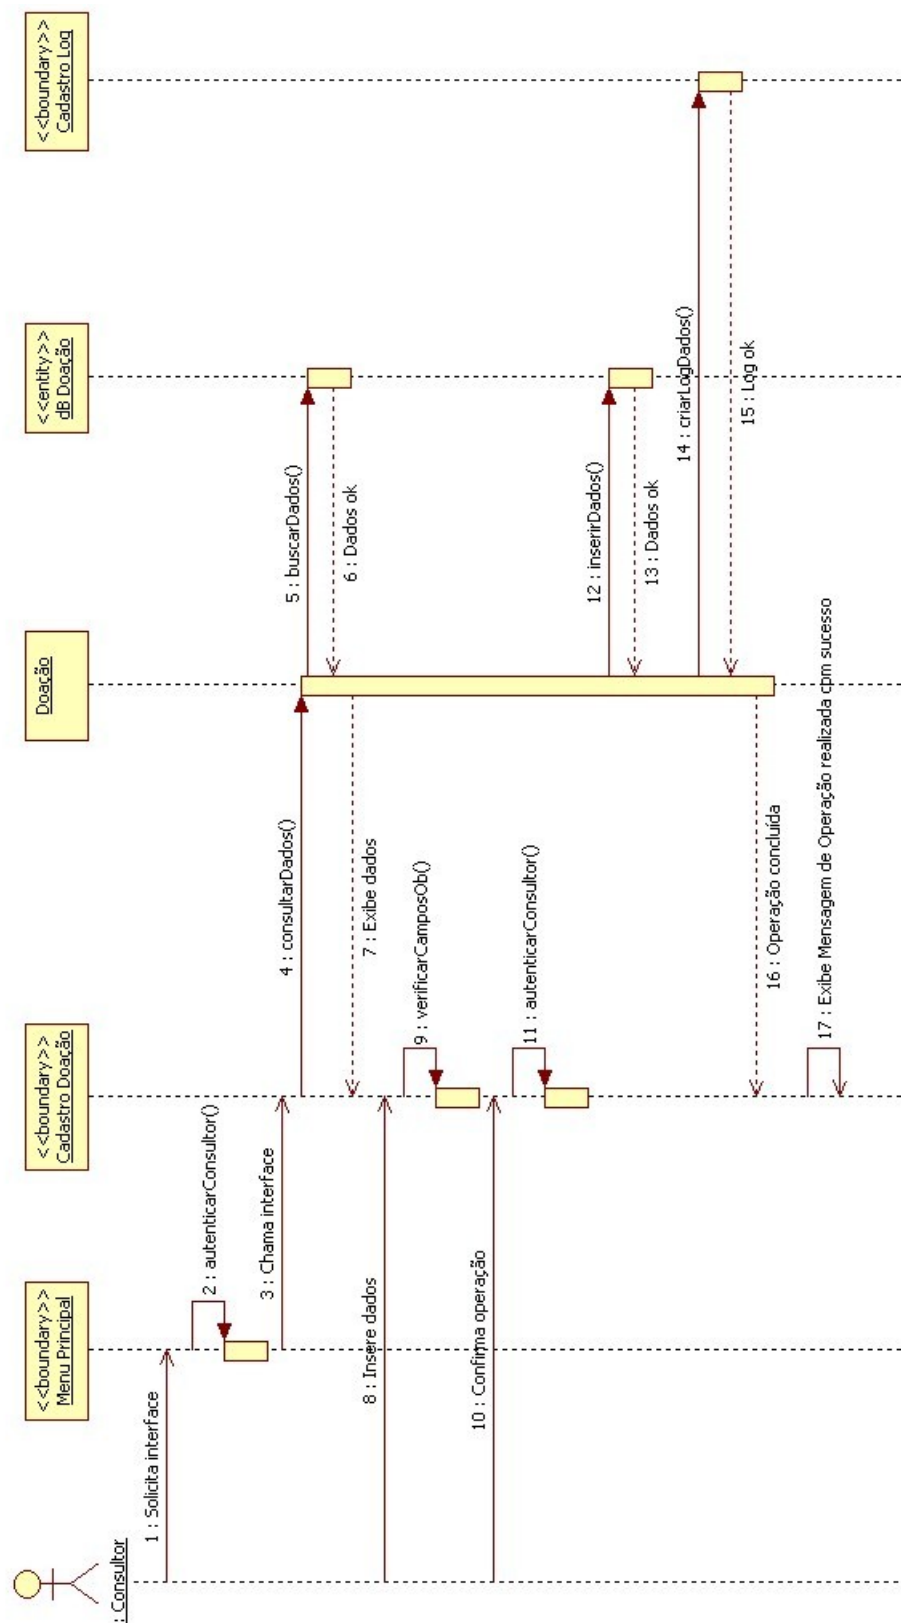 : Consultor
<<boundary>>
Menu Principal
<<boundary>>
Cadastro Doação
Doação
<<entity>>
dB Doação
<<boundary>>
Cadastro Log
1 : Solicita interface
2 : autenticarConsultor()
3 : Chama interface
4 : consultarDados()
5 : buscarDados()
6 : Dados ok
7 : Exibe dados
8 : Insere dados
9 : verificarCamposOb()
10 : Confirma operação
11 : autenticarConsultor()
12 : inserirDados()
13 : Dados ok
14 : criarLogDados()
15 : Log ok
16 : Operação concluída
17 : Exibe Mensagem de Operação realizada com sucesso